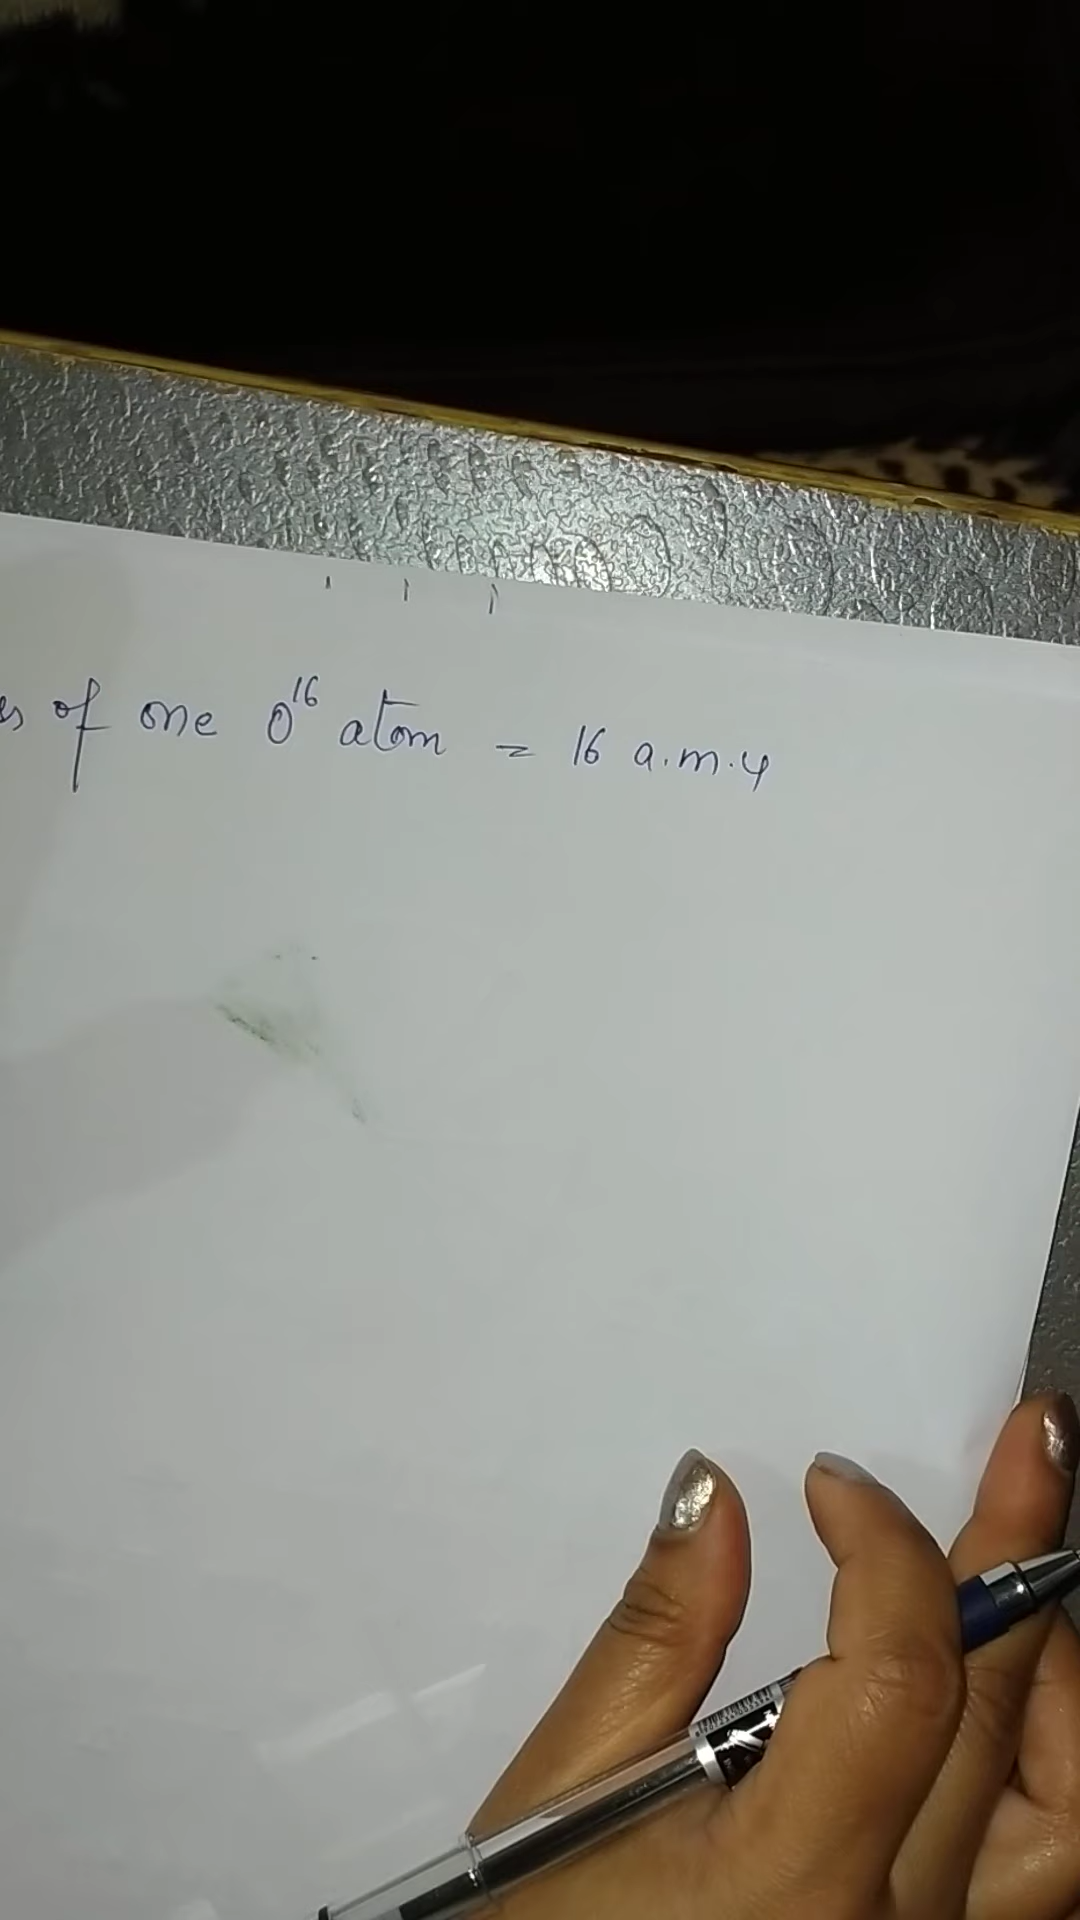 of one O¹⁶ atom = 16 a.m.u